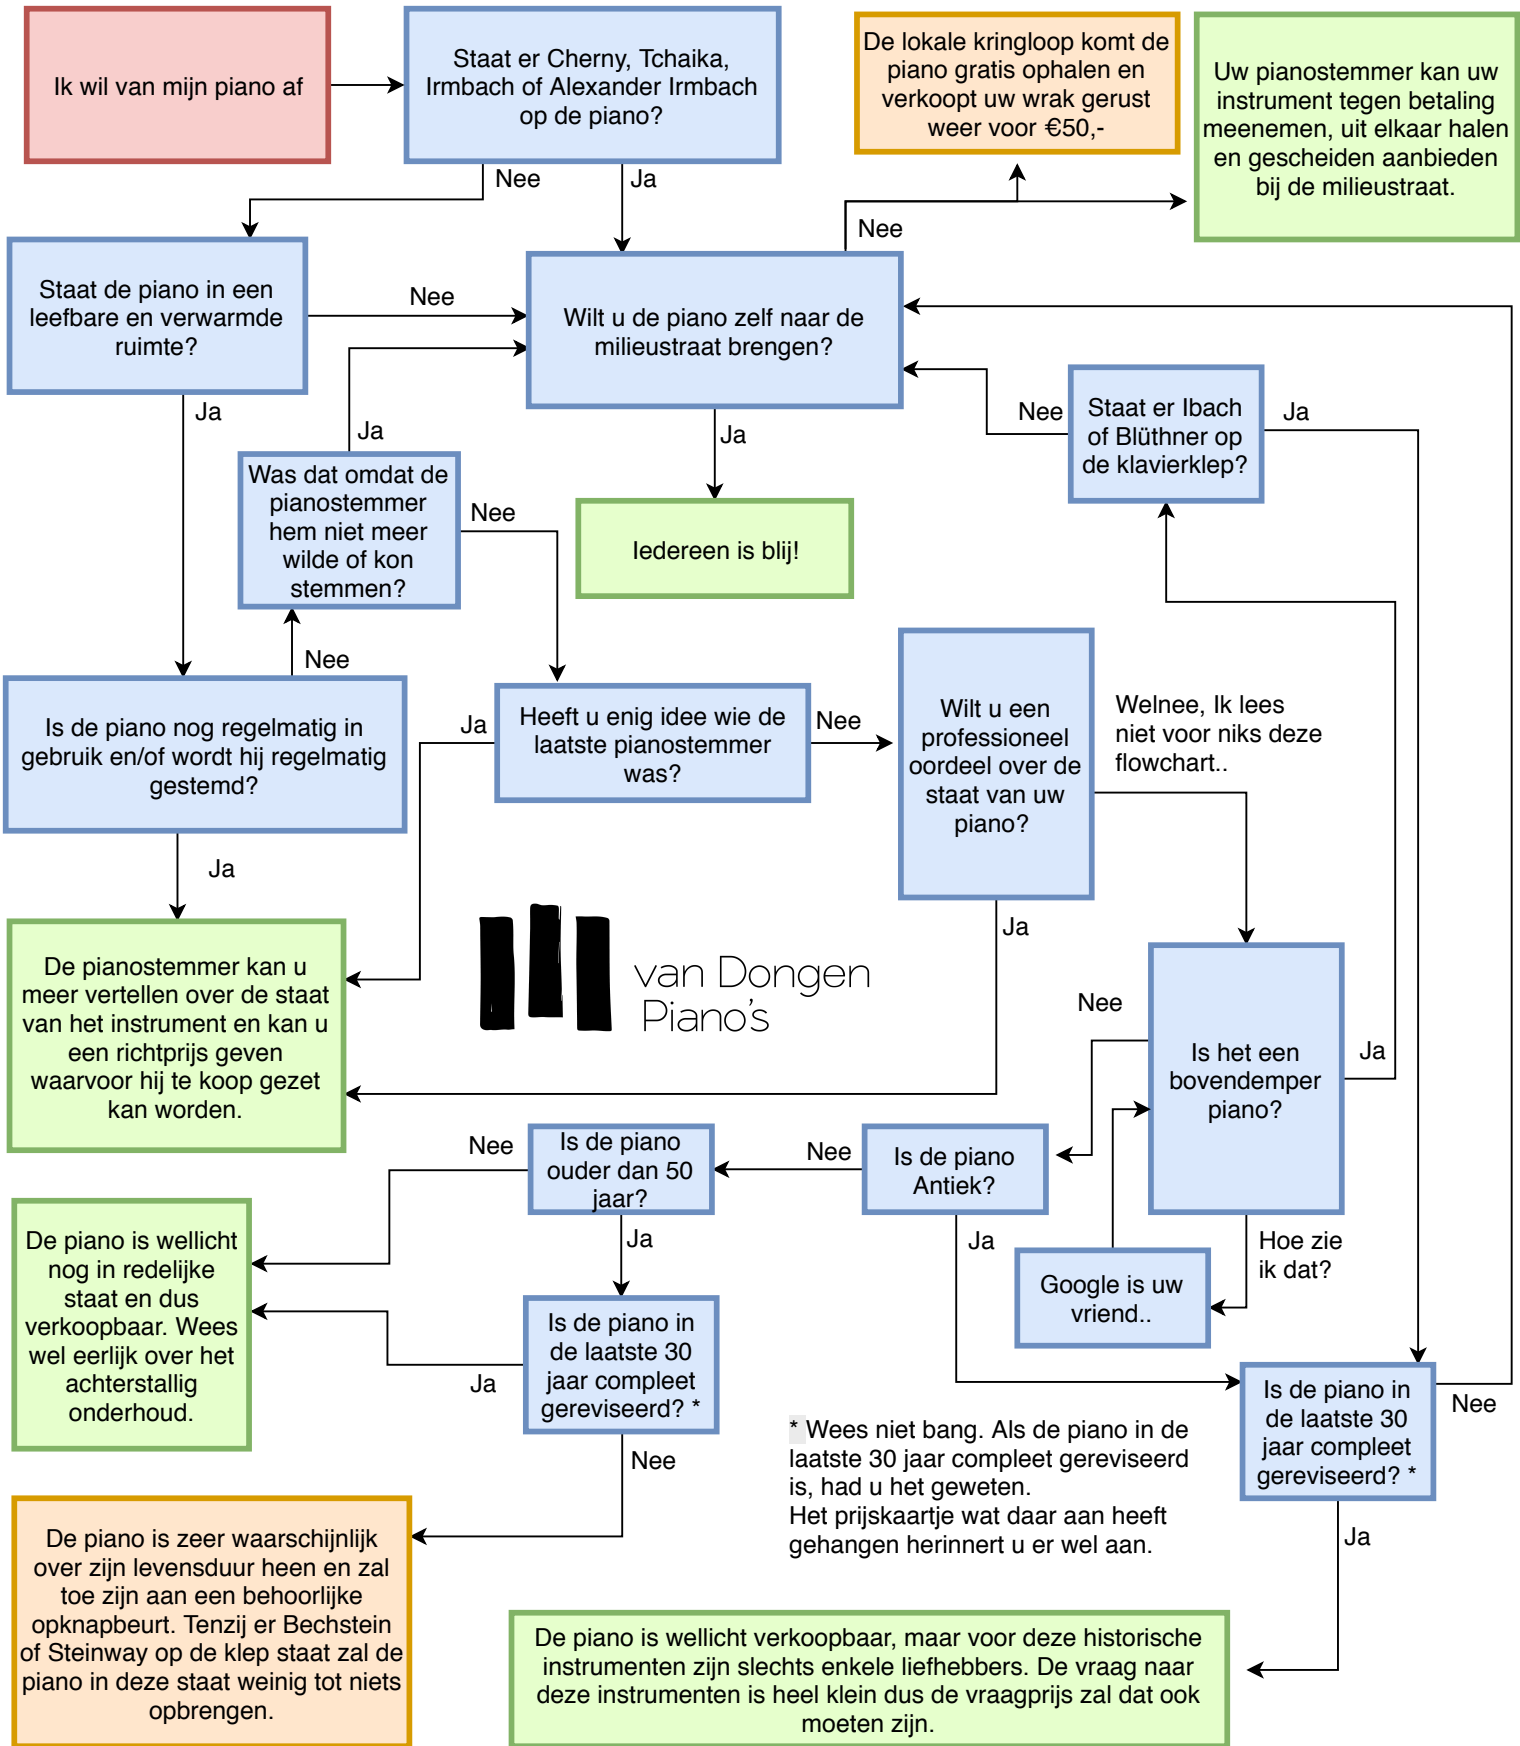 Ik wil van mijn piano af
Staat er Cherny, Tchaika,
Irmbach of Alexander Irmbach
op de piano?
De lokale kringloop komt de
piano gratis ophalen en
verkoopt uw wrak gerust
weer voor €50,-
Uw pianostemmer kan uw
instrument tegen betaling
meenemen, uit elkaar halen
en gescheiden aanbieden
bij de milieustraat.
Nee
Ja
Nee
Staat de piano in een
leefbare en verwarmde
ruimte?
Nee
Wilt u de piano zelf naar de
milieustraat brengen?
Ja
Ja
Ja
Nee
Staat er Ibach
of Blüthner op
de klavierklep?
Ja
Was dat omdat de
pianostemmer
hem niet meer
wilde of kon
stemmen?
Nee
Iedereen is blij!
Nee
Is de piano nog regelmatig in
gebruik en/of wordt hij regelmatig
gestemd?
Ja
Heeft u enig idee wie de
laatste pianostemmer
was?
Nee
Wilt u een
professioneel
oordeel over de
staat van uw
piano?
Welnee, Ik lees
niet voor niks deze
flowchart..
Ja
Ja
De pianostemmer kan u
meer vertellen over de staat
van het instrument en kan u
een richtprijs geven
waarvoor hij te koop gezet
kan worden.
van Dongen
Piano's
Nee
Is het een
bovendemper
piano?
Ja
Nee
Is de piano
ouder dan 50
jaar?
Nee
Is de piano
Antiek?
Ja
Ja
Hoe zie
ik dat?
Google is uw
vriend..
De piano is wellicht
nog in redelijke
staat en dus
verkoopbaar. Wees
wel eerlijk over het
achterstallig
onderhoud.
Ja
Is de piano in
de laatste 30
jaar compleet
gereviseerd? *
Nee
Is de piano in
de laatste 30
jaar compleet
gereviseerd? *
Nee
* Wees niet bang. Als de piano in de
laatste 30 jaar compleet gereviseerd
is, had u het geweten.
Het prijskaartje wat daar aan heeft
gehangen herinnert u er wel aan.
Ja
De piano is zeer waarschijnlijk
over zijn levensduur heen en zal
toe zijn aan een behoorlijke
opknapbeurt. Tenzij er Bechstein
of Steinway op de klep staat zal de
piano in deze staat weinig tot niets
opbrengen.
De piano is wellicht verkoopbaar, maar voor deze historische
instrumenten zijn slechts enkele liefhebbers. De vraag naar
deze instrumenten is heel klein dus de vraagprijs zal dat ook
moeten zijn.